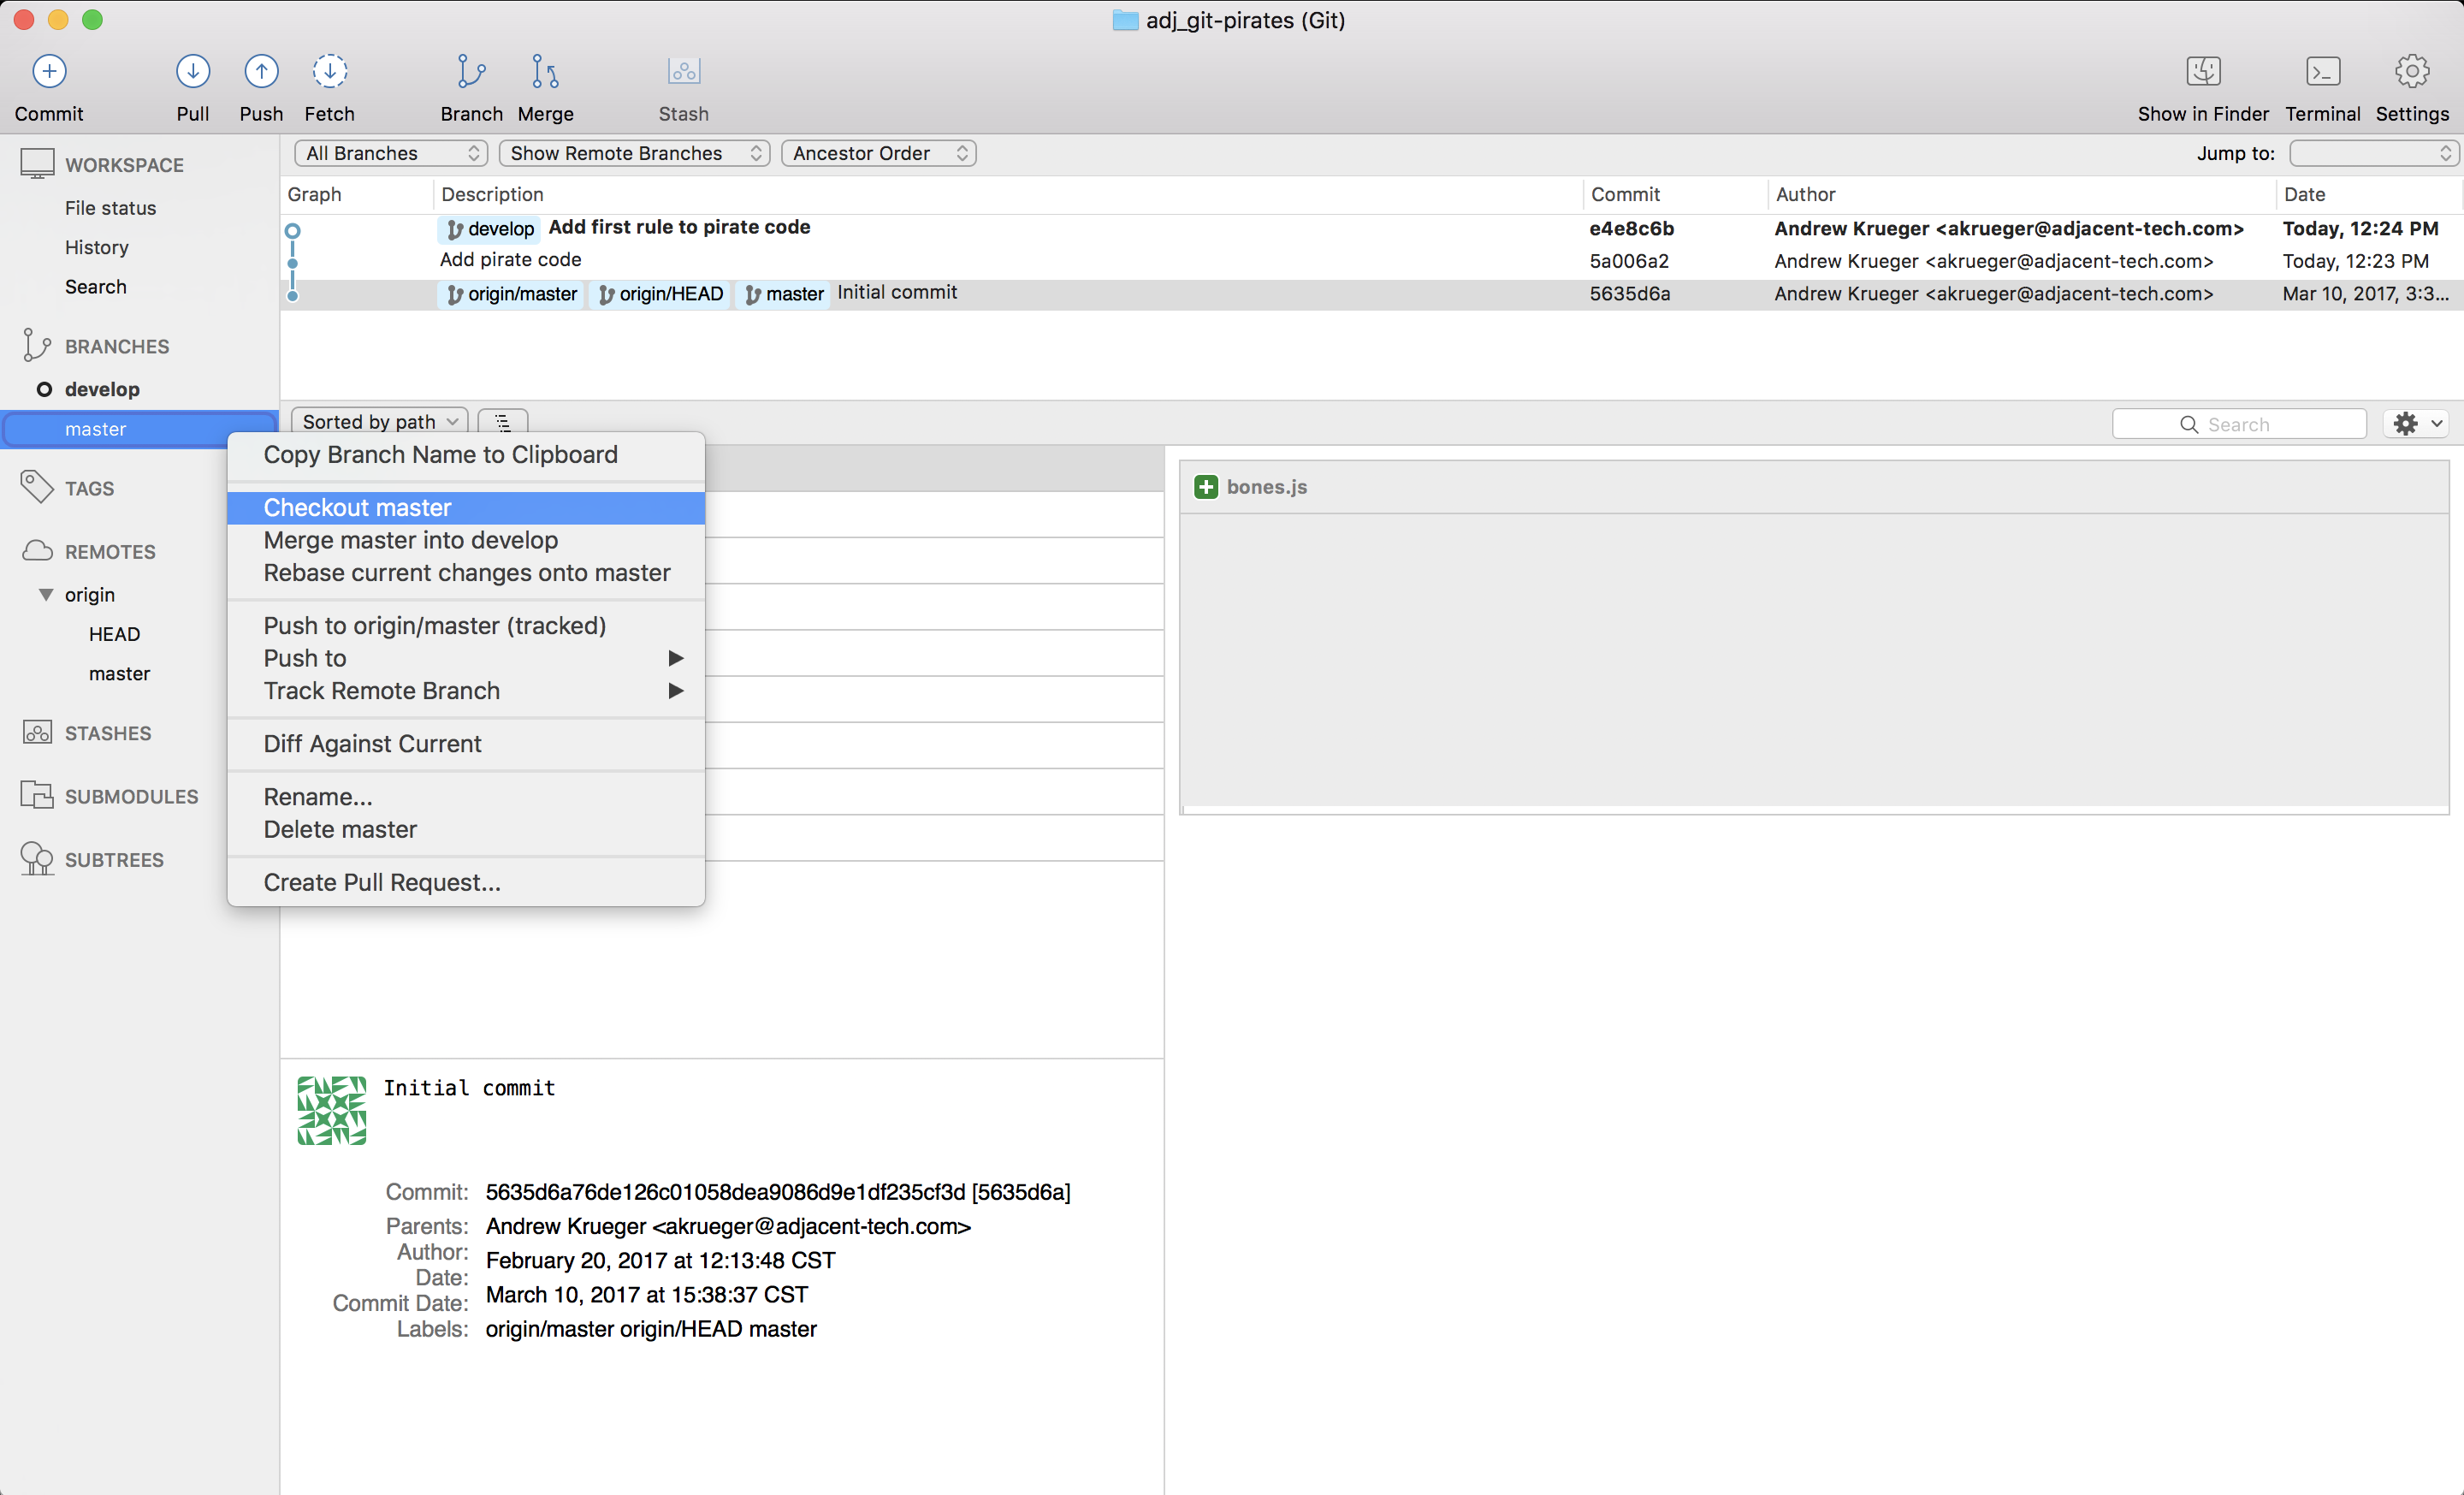 adj_git-pirates (Git)
Commit Pull Push Fetch Branch Merge Stash Show in Finder Terminal Settings
All Branches Show Remote Branches Ancestor Order Jump to:
Graph Description Commit Author Date
develop Add first rule to pirate code e4e8c6b Andrew Krueger <akrueger@adjacent-tech.com> Today, 12:24 PM
Add pirate code 5a006a2 Andrew Krueger <akrueger@adjacent-tech.com> Today, 12:23 PM
origin/master origin/HEAD master Initial commit 5635d6a Andrew Krueger <akrueger@adjacent-tech.com> Mar 10, 2017, 3:3...
WORKSPACE
File status
History
Search
BRANCHES
develop
master
TAGS
REMOTES
origin
HEAD
master
STASHES
SUBMODULES
SUBTREES
Sorted by path Search
Copy Branch Name to Clipboard
Checkout master
Merge master into develop
Rebase current changes onto master
Push to origin/master (tracked)
Push to
Track Remote Branch
Diff Against Current
Rename...
Delete master
Create Pull Request...
bones.js
Initial commit
Commit: 5635d6a76de126c01058dea9086d9e1df235cf3d [5635d6a]
Parents: Andrew Krueger <akrueger@adjacent-tech.com>
Author:
February 20, 2017 at 12:13:48 CST
Date:
Commit Date: March 10, 2017 at 15:38:37 CST
Labels: origin/master origin/HEAD master